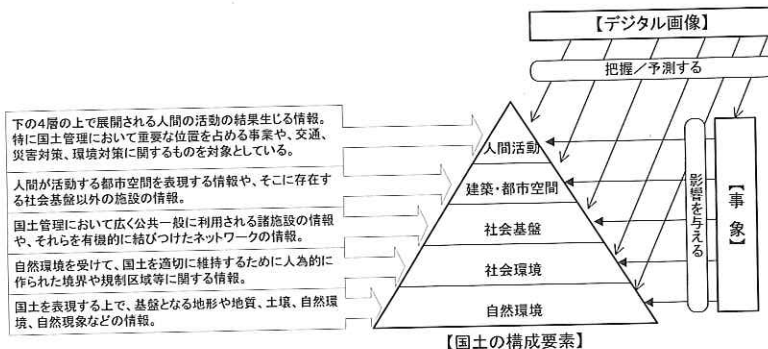 【デジタル画像】
把握／予測する
下の4層の上で展開される人間の活動の結果生じる情報。
特に国土管理において重要な位置を占める事業や、交通、
災害対策、環境対策に関するものを対象としている。
人間が活動する都市空間を表現する情報や、そこに存在す
る社会基盤以外の施設の情報。
国土管理において広く公共一般に利用される諸施設の情報
や、それらを有機的に結びつけたネットワークの情報。
自然環境を受けて、国土を適切に維持するために人為的に
作られた境界や規制区域等に関する情報。
国土を表現する上で、基盤となる地形や地質、土壌、自然環
境、自然現象などの情報。
人間活動
建築・都市空間
社会基盤
社会環境
自然環境
【国土の構成要素】
影響を与える
【事象】